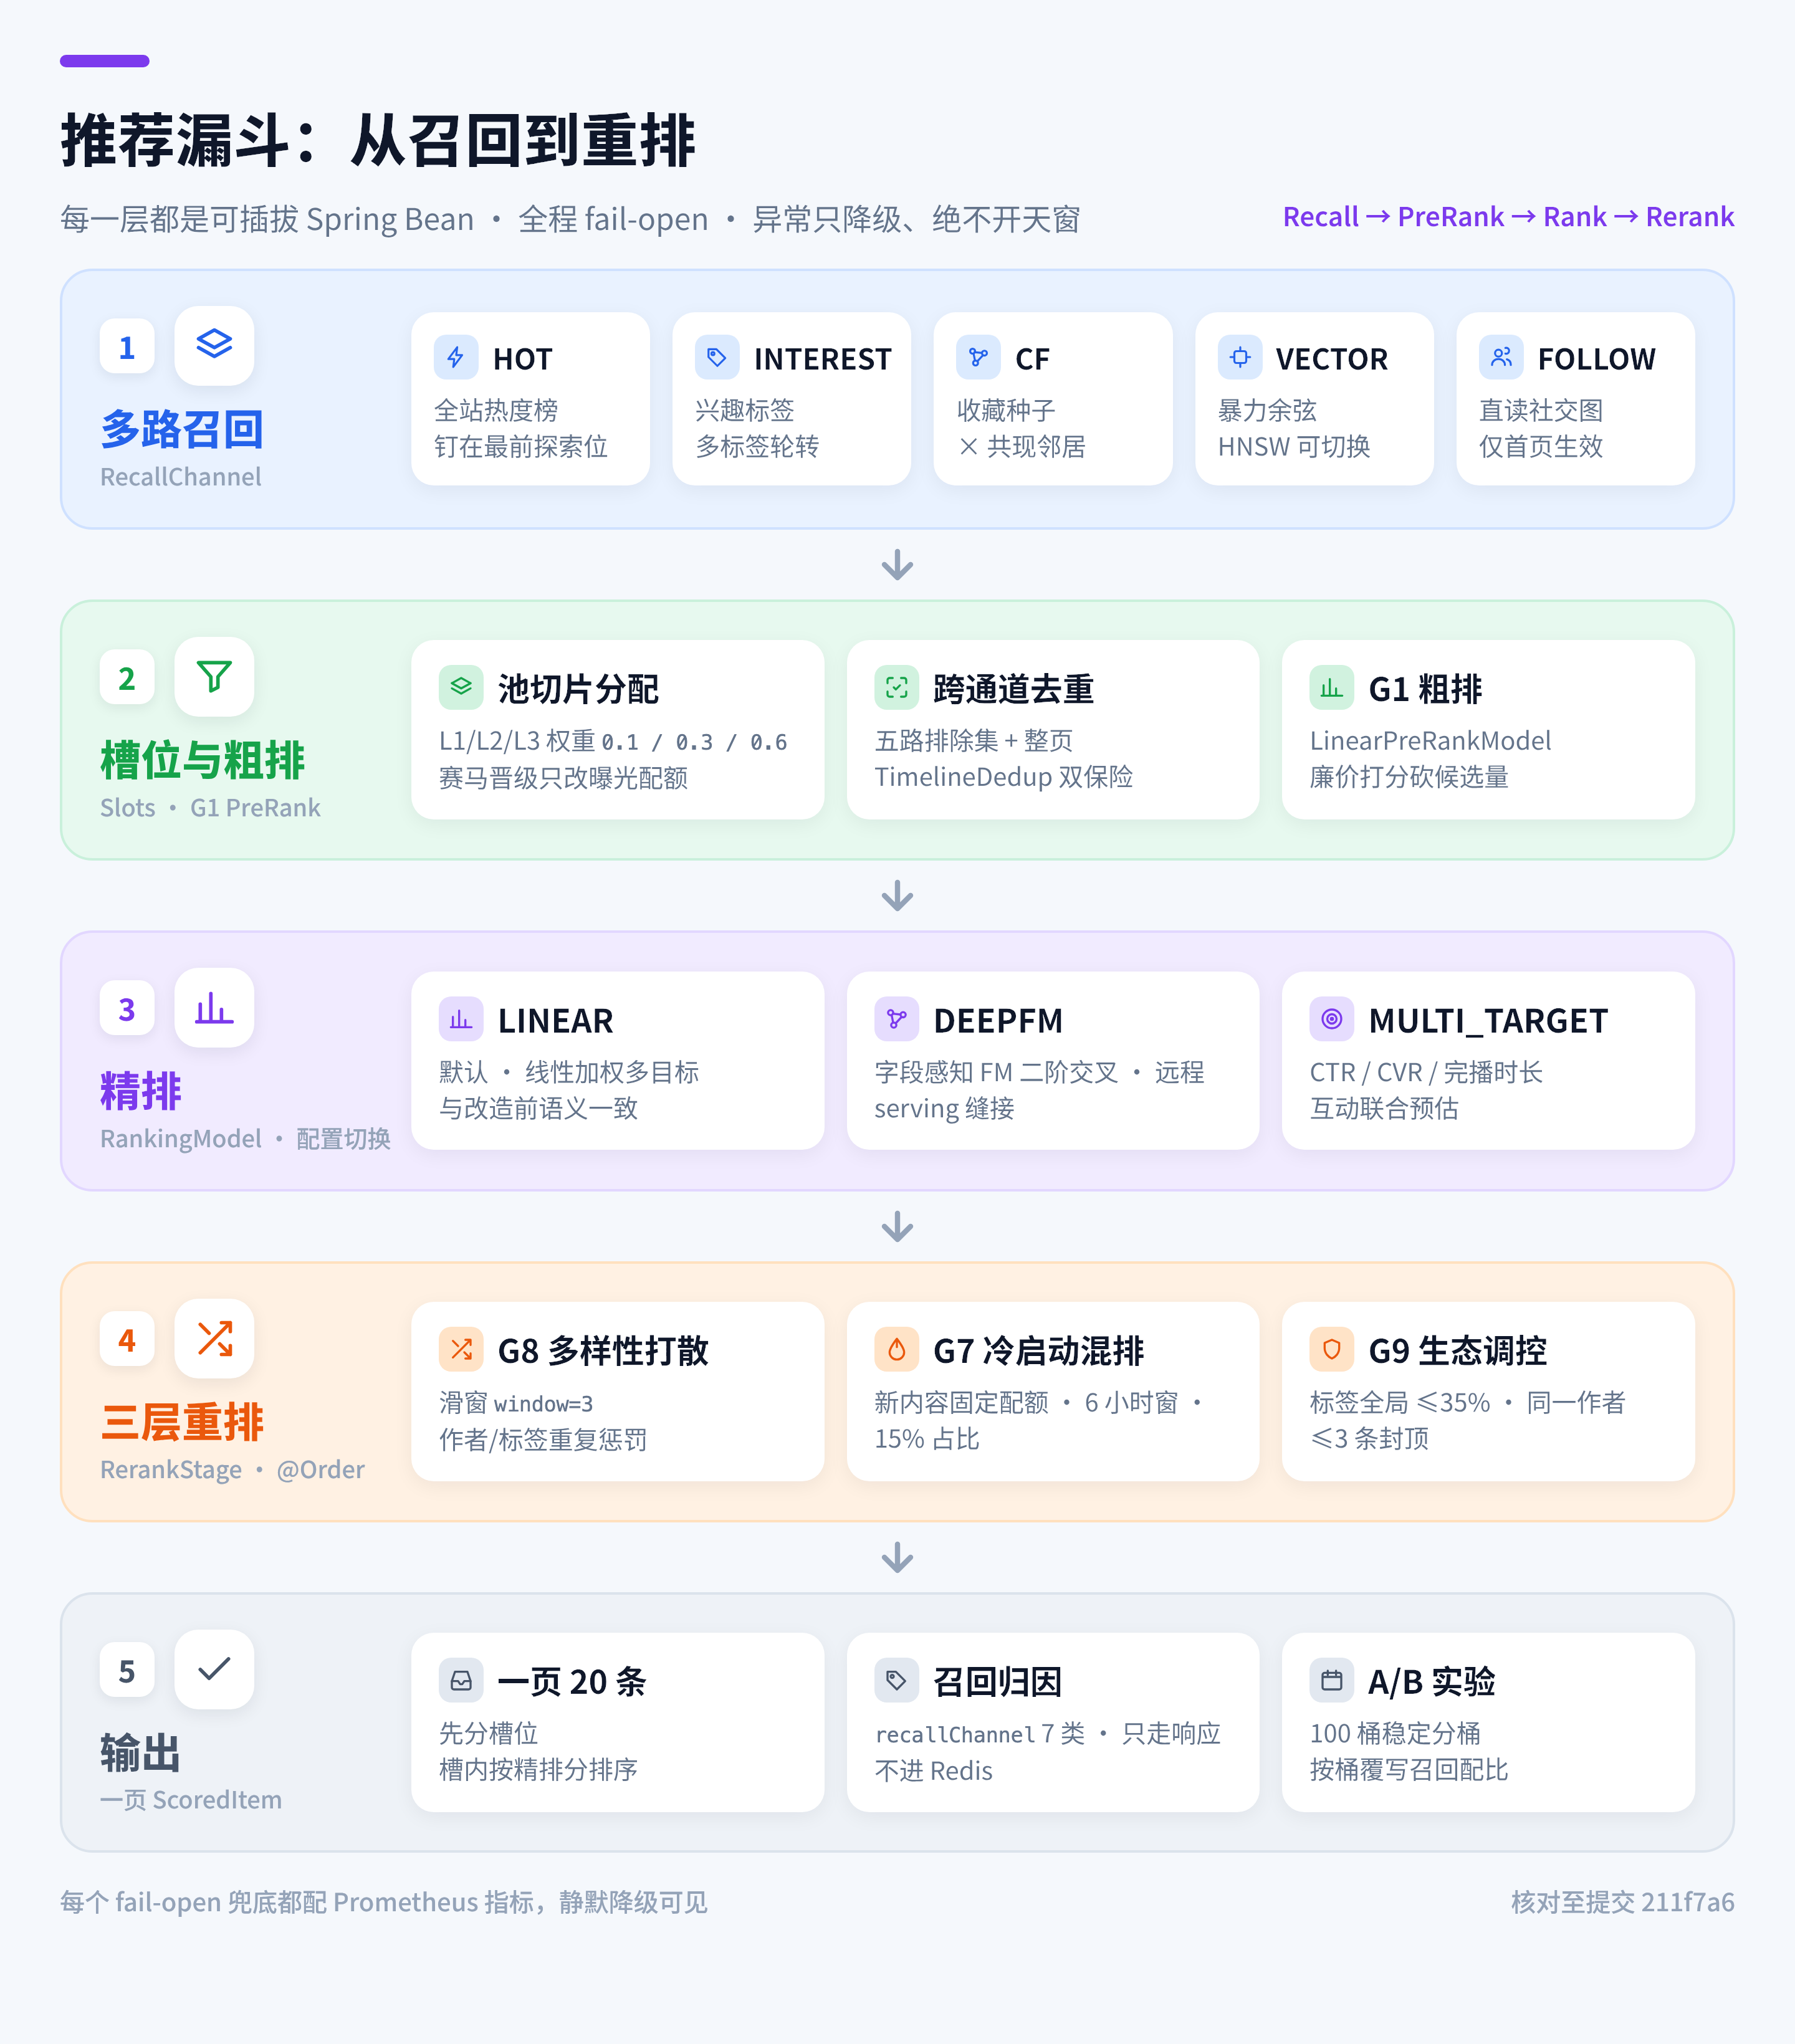 推荐漏斗：从召回到重排
每一层都是可插拔 Spring Bean · 全程 fail-open · 异常只降级、绝不开天窗
Recall → PreRank → Rank → Rerank
1
多路召回
RecallChannel
HOT
全站热度榜
钉在最前探索位
INTEREST
兴趣标签
多标签轮转
CF
收藏种子
× 共现邻居
VECTOR
暴力余弦
HNSW 可切换
FOLLOW
直读社交图
仅首页生效
2
槽位与粗排
Slots · G1 PreRank
池切片分配
L1/L2/L3 权重 0.1 / 0.3 / 0.6
赛马晋级只改曝光配额
跨通道去重
五路排除集 + 整页
TimelineDedup 双保险
G1 粗排
LinearPreRankModel
廉价打分砍候选量
3
精排
RankingModel · 配置切换
LINEAR
默认 · 线性加权多目标
与改造前语义一致
DEEPFM
字段感知 FM 二阶交叉 · 远程
serving 缝接
MULTI_TARGET
CTR / CVR / 完播时长
互动联合预估
4
三层重排
RerankStage · @Order
G8 多样性打散
滑窗 window=3
作者/标签重复惩罚
G7 冷启动混排
新内容固定配额 · 6 小时窗 ·
15% 占比
G9 生态调控
标签全局 ≤35% · 同一作者
≤3 条封顶
5
输出
一页 ScoredItem
一页 20 条
先分槽位
槽内按精排分排序
召回归因
recallChannel 7 类 · 只走响应
不进 Redis
A/B 实验
100 桶稳定分桶
按桶覆写召回配比
每个 fail-open 兜底都配 Prometheus 指标，静默降级可见
核对至提交 211f7a6